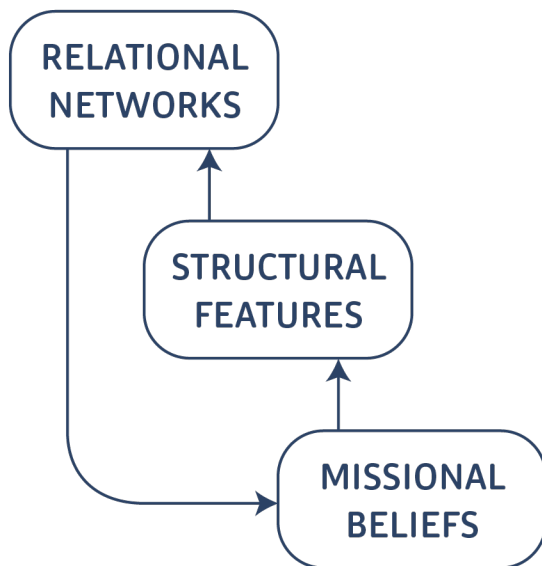 RELATIONAL
NETWORKS
STRUCTURAL
FEATURES
MISSIONAL
BELIEFS